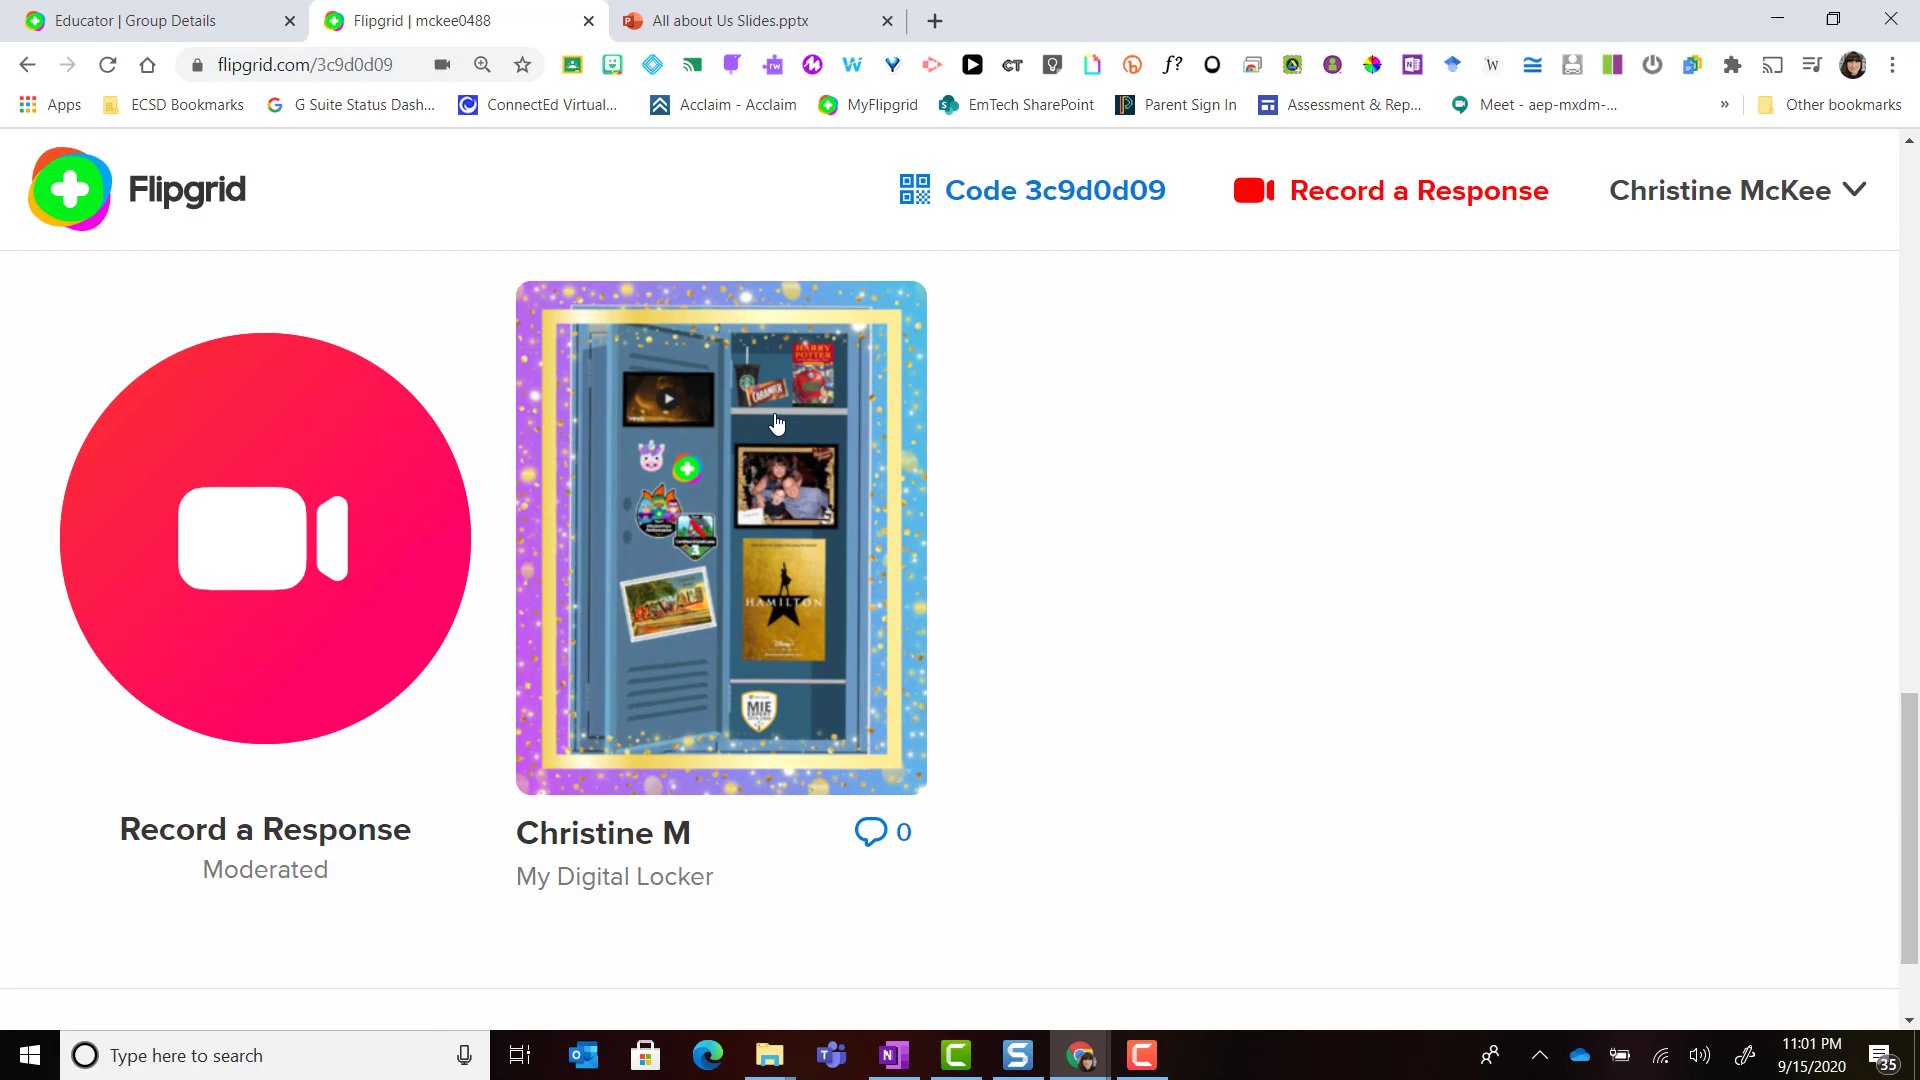 Educator | Group Details
Flipgrid | mckee0488
All about Us Slides.pptx
flipgrid.com/3c9d0d09
Apps
ECSD Bookmarks
G Suite Status Dash...
ConnectEd Virtual...
Acclaim - Acclaim
MyFlipgrid
EmTech SharePoint
Parent Sign In
Assessment & Rep...
Meet - aep-mxdm-...
» Other bookmarks
Flipgrid
Code 3c9d0d09
Record a Response
Christine McKee
HARRY
POTTER
CARAMILK
HAMILTON
Disney
MIE
EXPERT
Record a Response
Moderated
Christine M
0
My Digital Locker
Type here to search
11:01 PM
9/15/2020
35